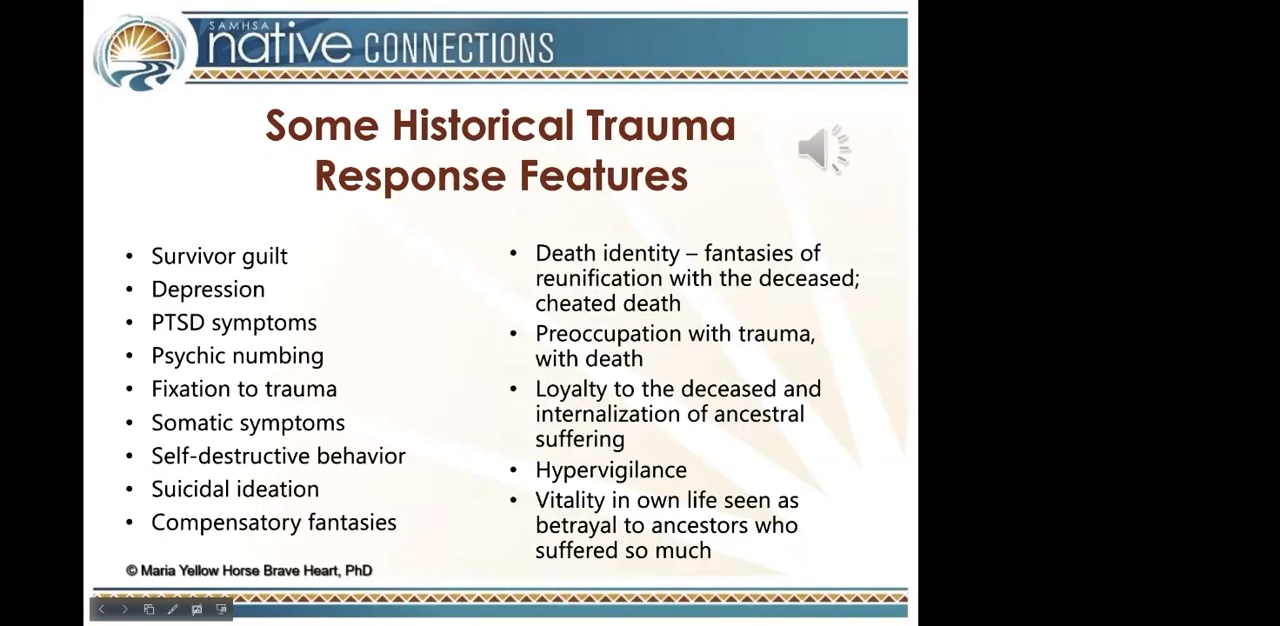 SAMHSA
native CONNECTIONS
Some Historical Trauma
Response Features
• Survivor guilt
• Depression
• PTSD symptoms
• Psychic numbing
• Fixation to trauma
• Somatic symptoms
• Self-destructive behavior
• Suicidal ideation
• Compensatory fantasies
• Death identity – fantasies of
reunification with the deceased;
cheated death
• Preoccupation with trauma,
with death
• Loyalty to the deceased and
internalization of ancestral
suffering
• Hypervigilance
• Vitality in own life seen as
betrayal to ancestors who
suffered so much
© Maria Yellow Horse Brave Heart, PhD